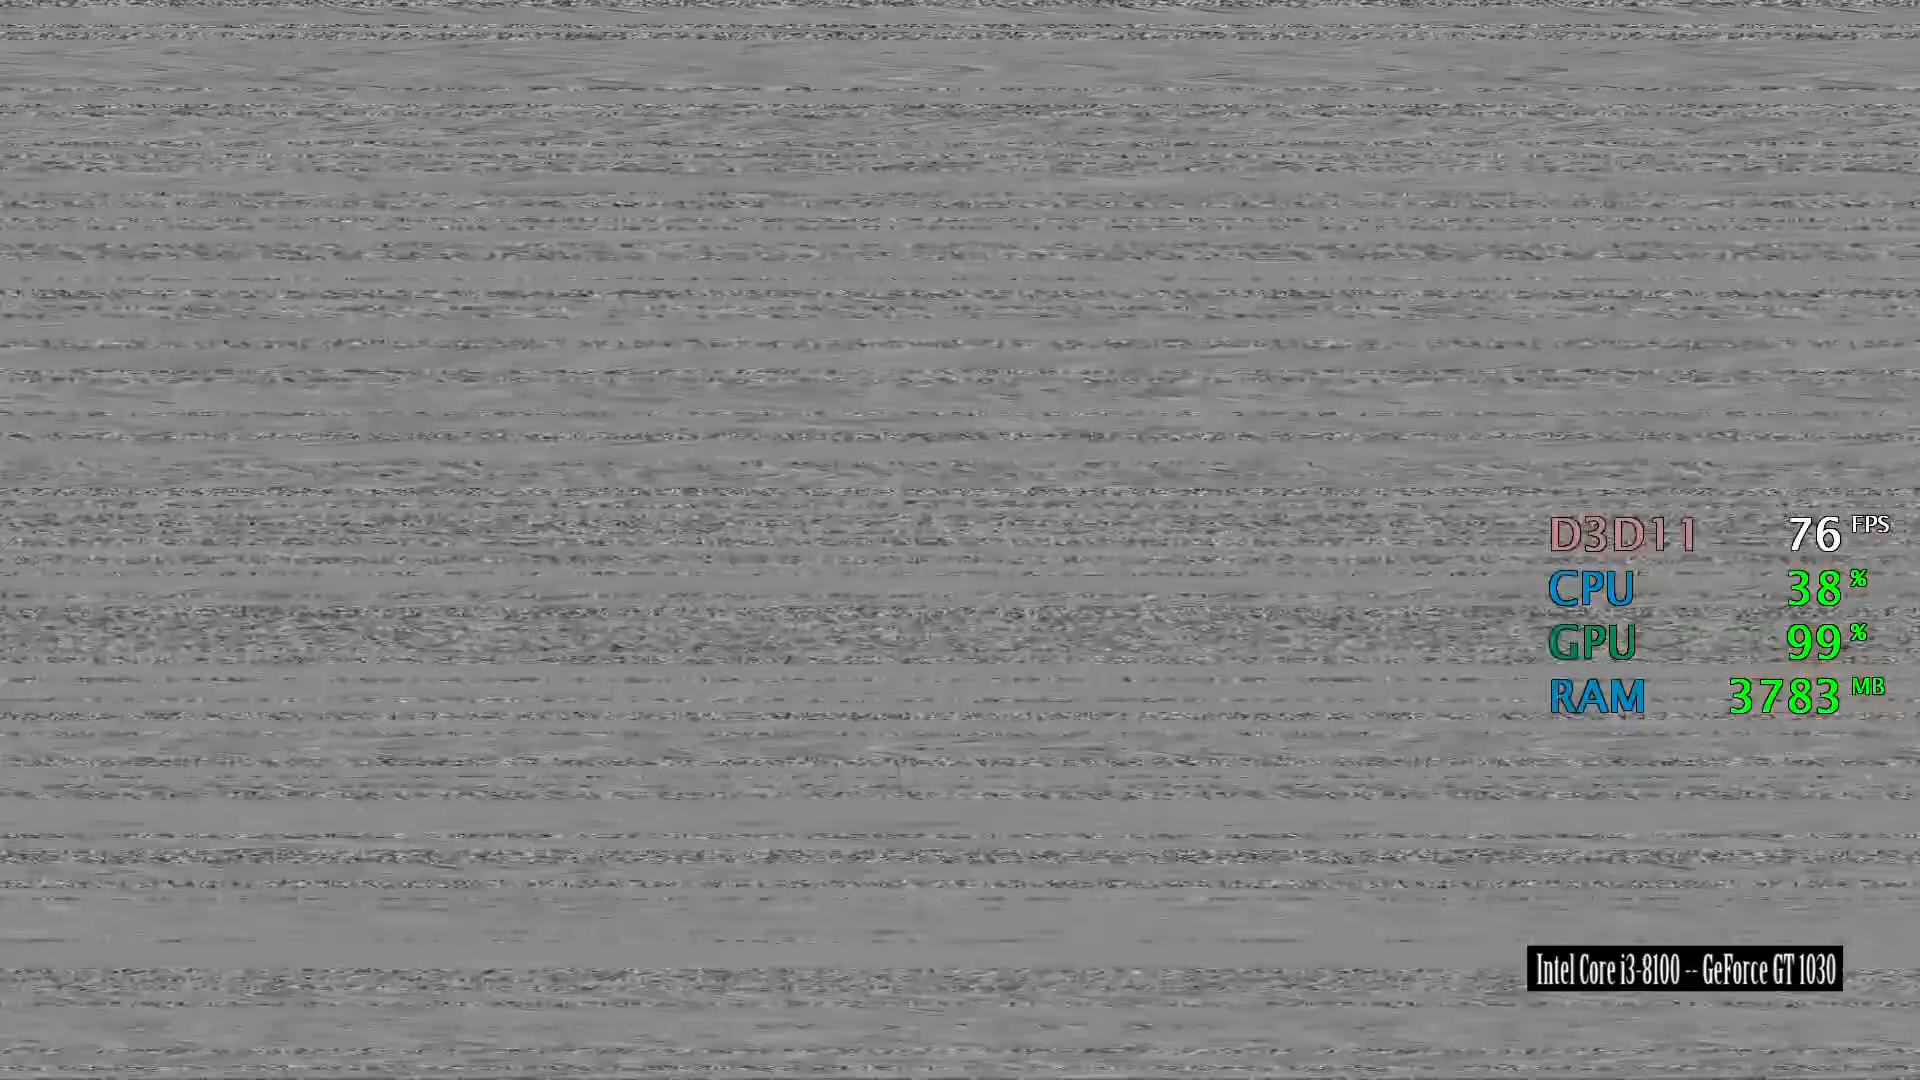 D3D11 76 FPS
CPU 38 %
GPU 99 %
RAM 3783 MB
Intel Core i3-8100 -- GeForce GT 1030